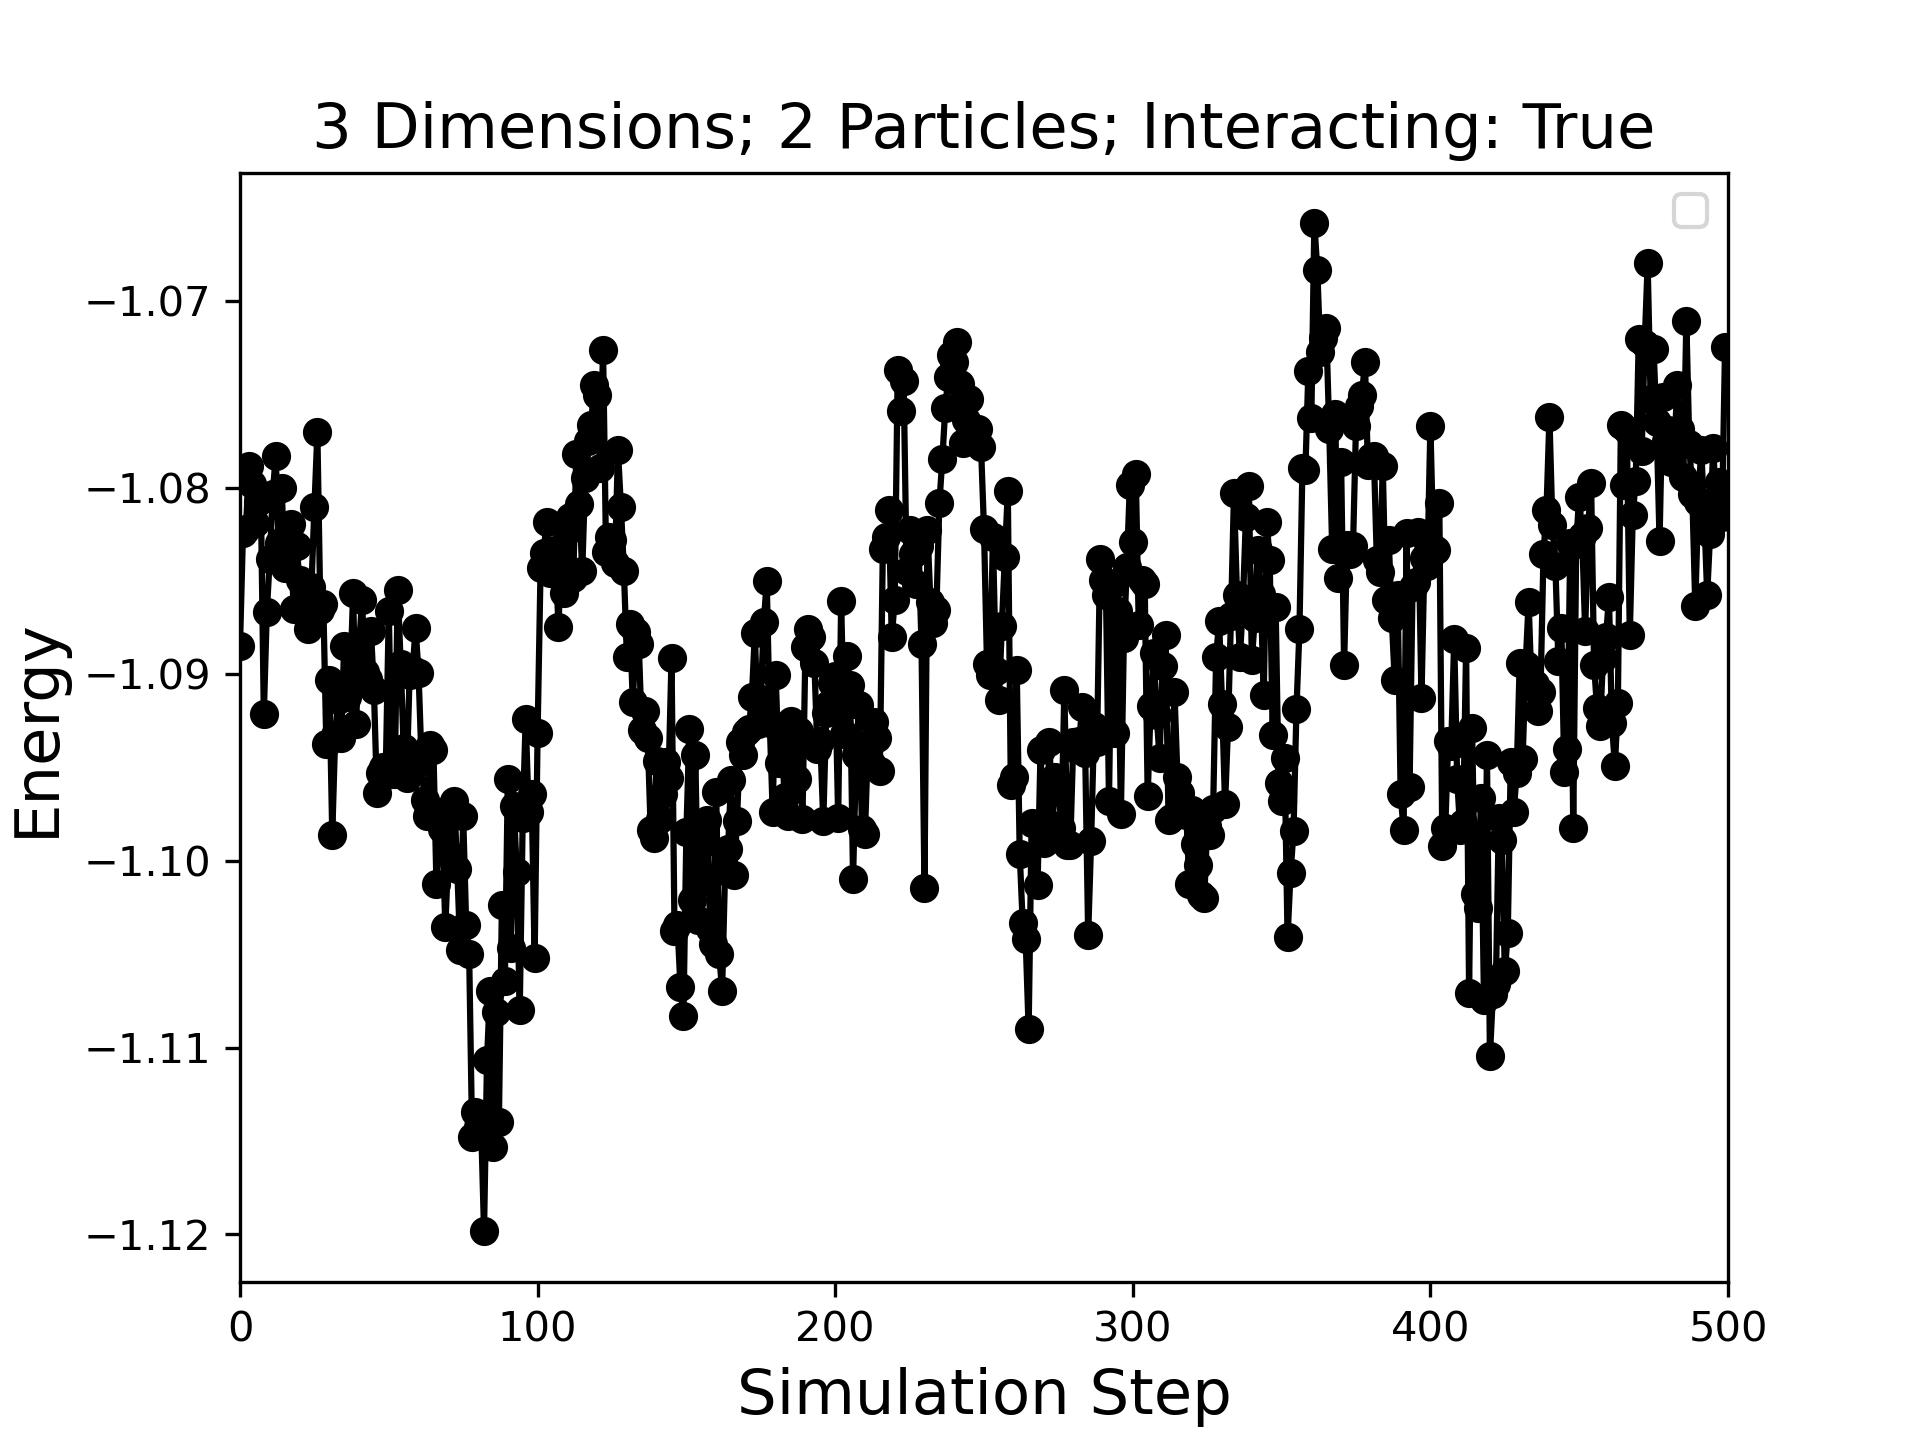 3 Dimensions; 2 Particles; Interacting: True
Energy
−1.07
−1.08
−1.09
−1.10
−1.11
−1.12
0 100 200 300 400 500
Simulation Step